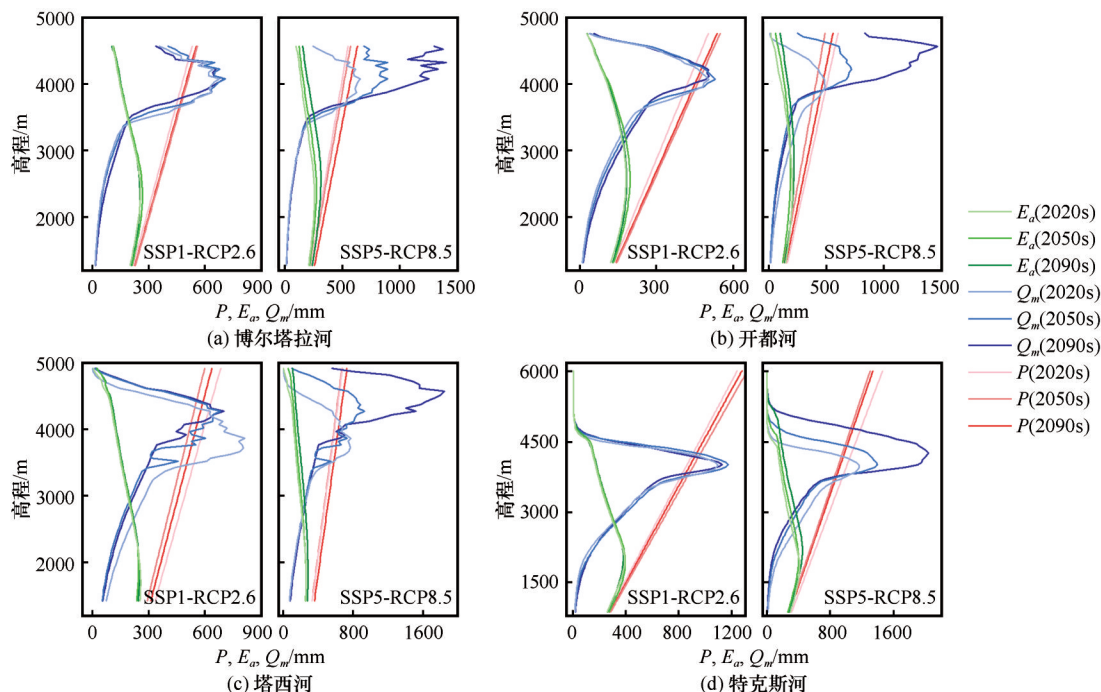 5000
4000
3000
2000
高程/m
SSP1-RCP2.6
SSP5-RCP8.5
0 300 600 900
0 500 1000 1500
P, Eₐ, Qₘ/mm
(a) 博尔塔拉河
5000
4000
3000
2000
高程/m
SSP1-RCP2.6
SSP5-RCP8.5
0 300 600
0 500 1000 1500
P, Eₐ, Qₘ/mm
(b) 开都河
5000
4000
3000
2000
高程/m
SSP1-RCP2.6
SSP5-RCP8.5
0 300 600 900
0 800 1600
P, Eₐ, Qₘ/mm
(c) 塔西河
6000
4500
3000
1500
高程/m
SSP1-RCP2.6
SSP5-RCP8.5
0 400 800 1200
0 800 1600
P, Eₐ, Qₘ/mm
(d) 特克斯河
Eₐ(2020s)
Eₐ(2050s)
Eₐ(2090s)
Qₘ(2020s)
Qₘ(2050s)
Qₘ(2090s)
P(2020s)
P(2050s)
P(2090s)